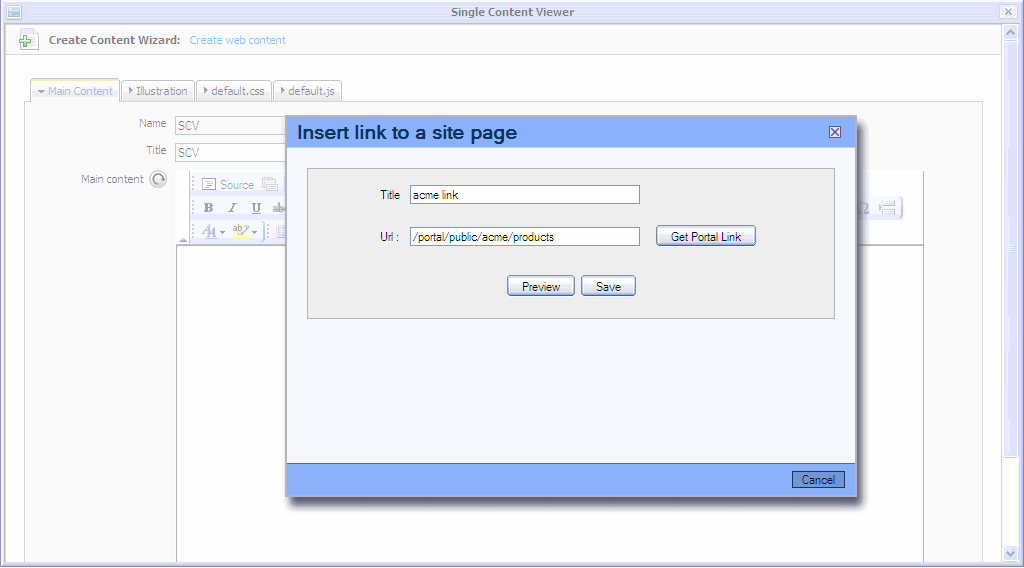 Single Content Viewer
Create Content Wizard: Create web content
Main Content Illustration default.css default.js
Name SCV
Title SCV
Main content Source
B I U abc Ω
A ab
Insert link to a site page
Title acme link
Url : /portal/public/acme/products Get Portal Link
Preview Save
Cancel